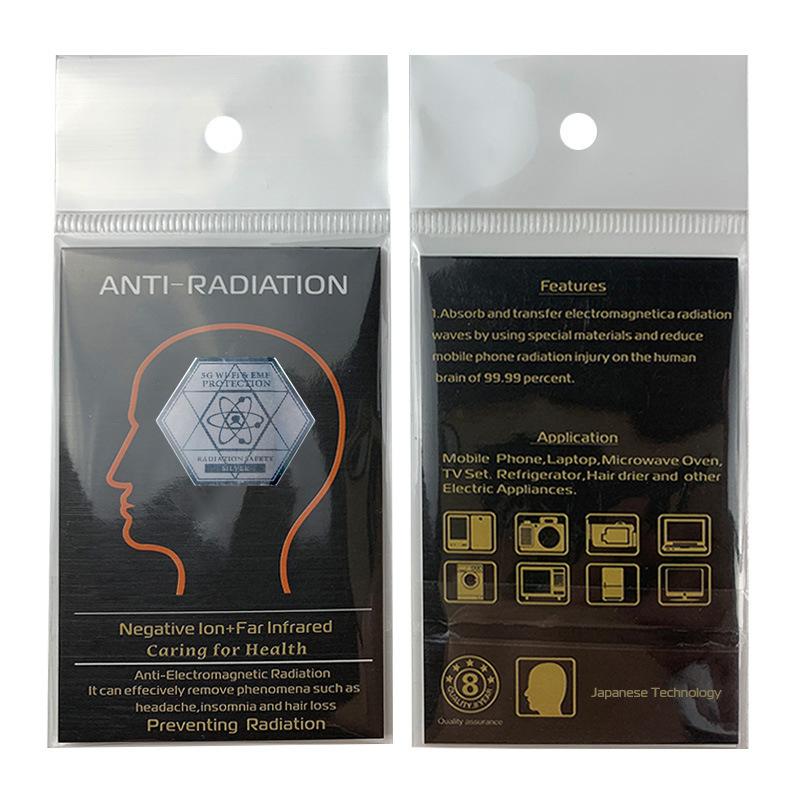 ANTI-RADIATION
5G WI-FI & EMF
PROTECTION
RADIATION SAFETY
SILVER
Negative Ion+Far Infrared
Caring for Health
Anti-Electromagnetic Radiation
It can effecively remove phenomena such as
headache,insomnia and hair loss
Preventing Radiation
Features
1.Absorb and transfer electromagnetica radiation
waves by using special materials and reduce
mobile phone radiation injury on the human
brain of 99.99 percent.
Application
Mobile Phone,Laptop,Microwave Oven,
TV Set, Refrigerator,Hair drier and other
Electric Appliances.
8
Quality assurance
Japanese Technology